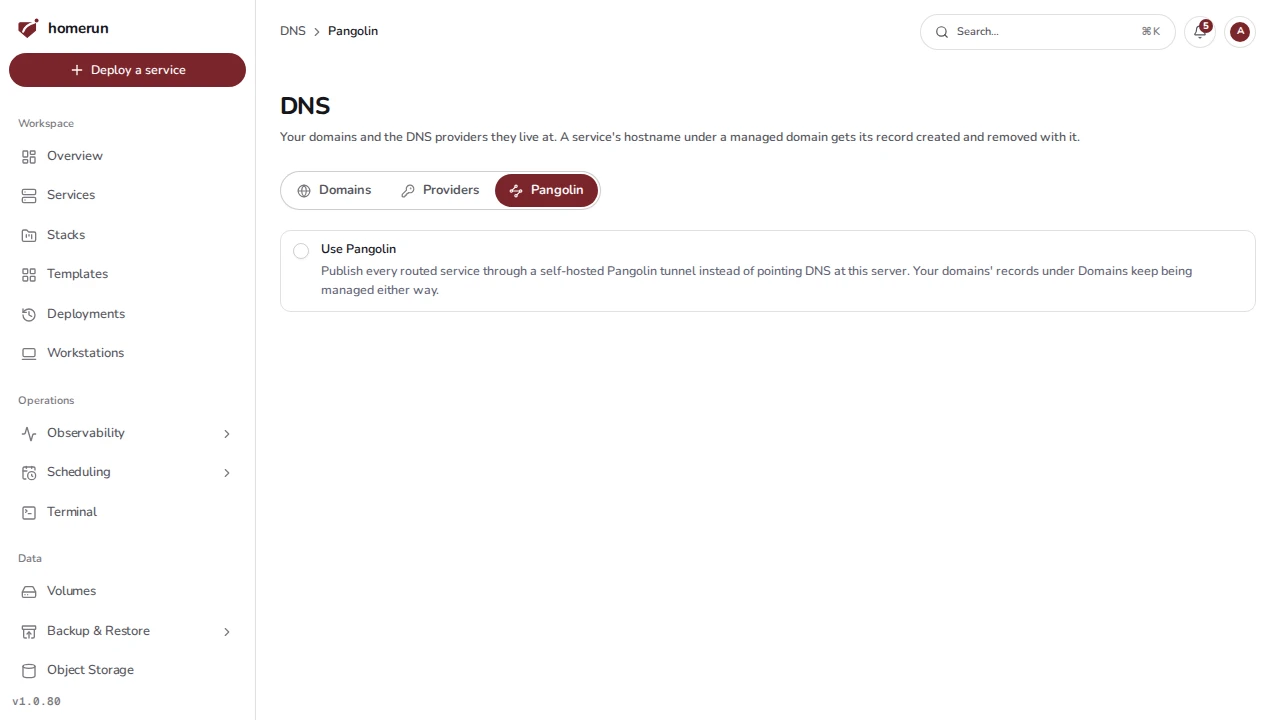 homerun
DNS > Pangolin
Search...
⌘K
5
A
Deploy a service
Workspace
Overview
Services
Stacks
Templates
Deployments
Workstations
Operations
Observability
Scheduling
Terminal
Data
Volumes
Backup & Restore
Object Storage
v1.0.80
DNS
Your domains and the DNS providers they live at. A service's hostname under a managed domain gets its record created and removed with it.
Domains
Providers
Pangolin
Use Pangolin
Publish every routed service through a self-hosted Pangolin tunnel instead of pointing DNS at this server. Your domains' records under Domains keep being
managed either way.